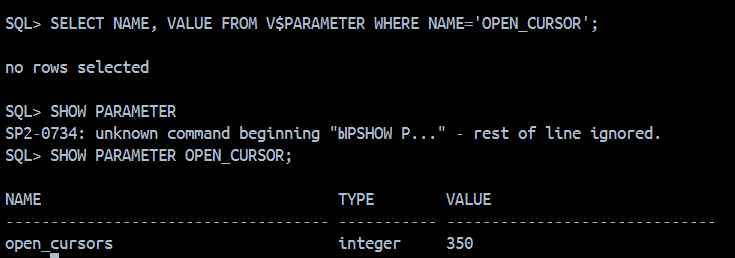 SQL> SELECT NAME, VALUE FROM V$PARAMETER WHERE NAME='OPEN_CURSOR';
no rows selected
SQL> SHOW PARAMETER
SP2-0734: unknown command beginning "ЫРSHOW P..." - rest of line ignored.
SQL> SHOW PARAMETER OPEN_CURSOR;
NAME TYPE VALUE
------------------------------------ ----------- ------------------------------
open_cursors integer 350